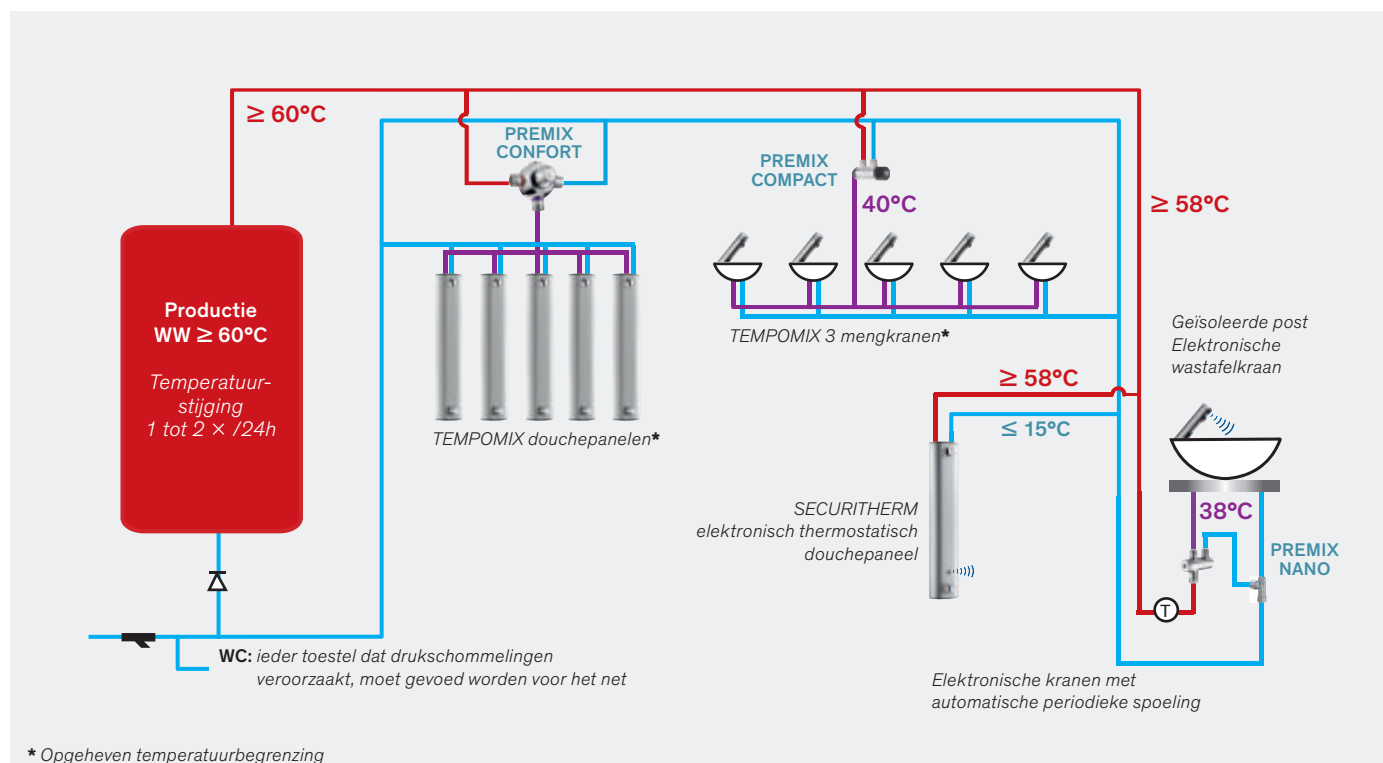 ≥ 60°C
PREMIX
CONFORT
PREMIX
COMPACT
40°C
≥ 58°C
Productie
WW ≥ 60°C
Temperatuur-
stijging
1 tot 2 × /24h
TEMPOMIX douchepanelen*
TEMPOMIX 3 mengkranen*
Geïsoleerde post
Elektronische
wastafelkraan
≥ 58°C
≤ 15°C
SECURITHERM
elektronisch thermostatisch
douchepaneel
38°C
PREMIX
NANO
T
WC: ieder toestel dat drukschommelingen
veroorzaakt, moet gevoed worden voor het net
Elektronische kranen met
automatische periodieke spoeling
* Opgeheven temperatuurbegrenzing